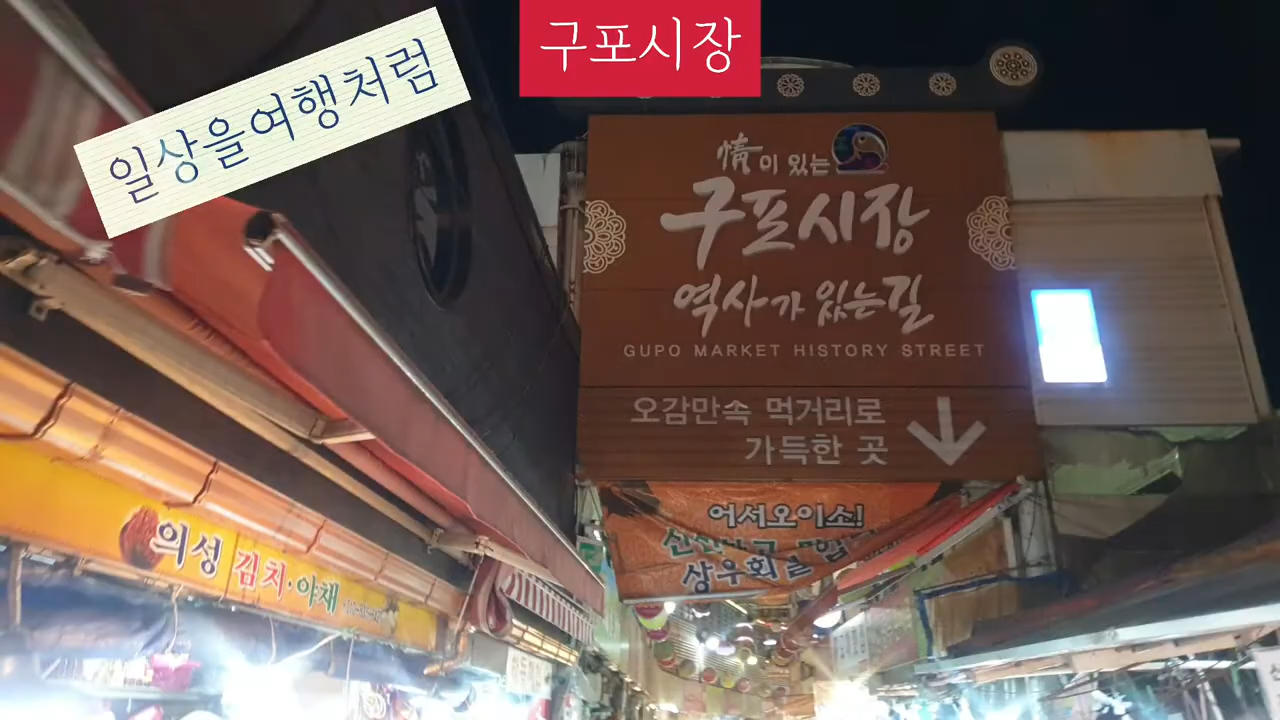 구포시장
일상을여행처럼
情이 있는
구포시장
역사가 있는길
GUPO MARKET HISTORY STREET
오감만속 먹거리로
가득한 곳
어서오이소!
상우회
의성 김치·야채